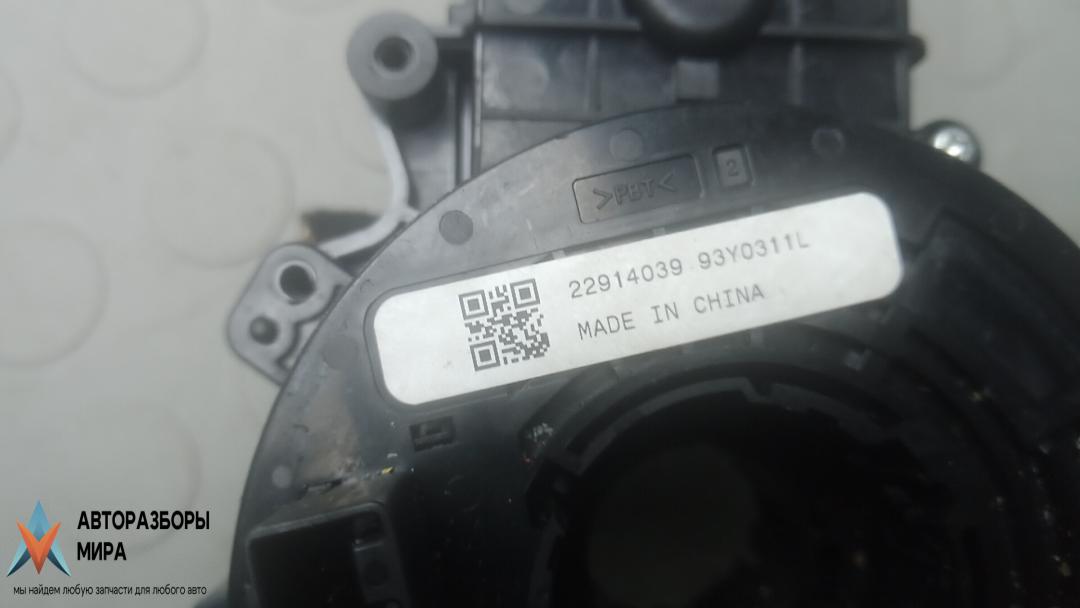 >PBT<
2
22914039 93Y0311L
MADE IN CHINA
АВТОРАЗБОРЫ
МИРА
мы найдем любую запчасти для любого авто